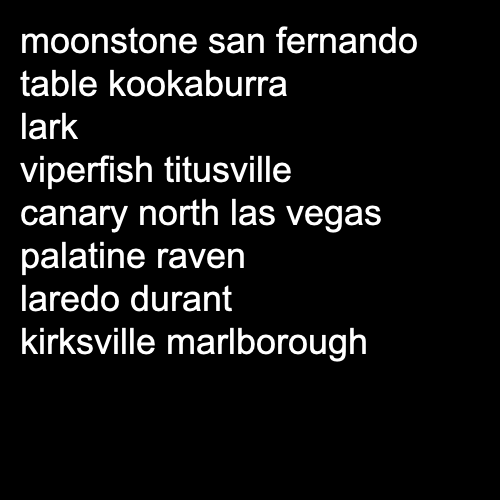 moonstone san fernando
table kookaburra
lark
viperfish titusville
canary north las vegas
palatine raven
laredo durant
kirksville marlborough